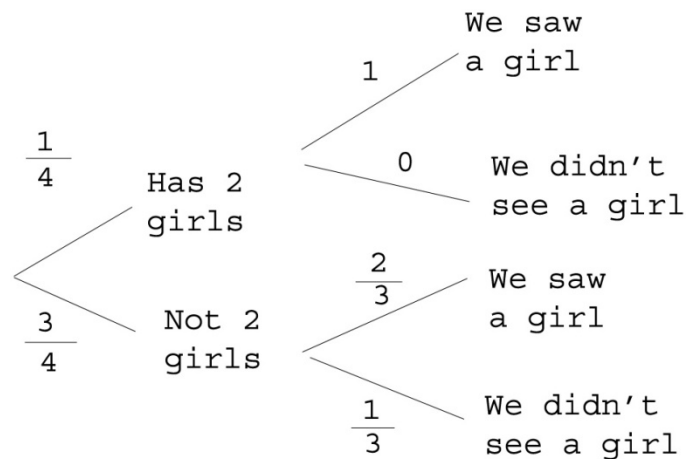 We saw
a girl
1
1
4
0
Has 2
girls
We didn't
see a girl
2
3
We saw
a girl
3
4
Not 2
girls
1
3
We didn't
see a girl